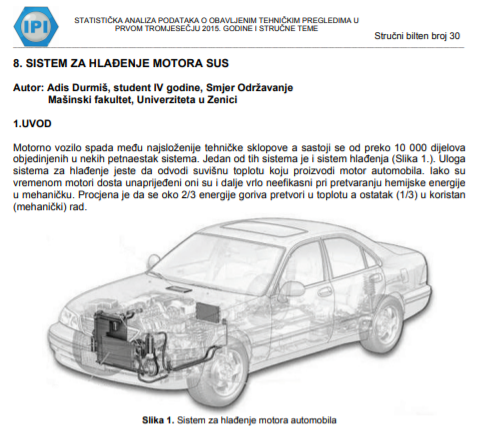 IPI
STATISTIČKA ANALIZA PODATAKA O OBAVLJENIM TEHNIČKIM PREGLEDIMA U
PRVOM TROMJESEČJU 2015. GODINE I STRUČNE TEME
Stručni bilten broj 30
8. SISTEM ZA HLAĐENJE MOTORA SUS
Autor: Adis Durmiš, student IV godine, Smjer Održavanje
Mašinski fakultet, Univerziteta u Zenici
1.UVOD
Motorno vozilo spada među najsloženije tehničke sklopove a sastoji se od preko 10 000 dijelova
objedinjenih u nekih petnaestak sistema. Jedan od tih sistema je i sistem hlađenja (Slika 1.). Uloga
sistema za hlađenje jeste da odvodi suvišnu toplotu koju proizvodi motor automobila. Iako su
vremenom motori dosta unaprijeđeni oni su i dalje vrlo neefikasni pri pretvaranju hemijske energije
u mehaničku. Procjena je da se oko 2/3 energije goriva pretvori u toplotu a ostatak (1/3) u koristan
(mehanički) rad.
Slika 1. Sistem za hlađenje motora automobila